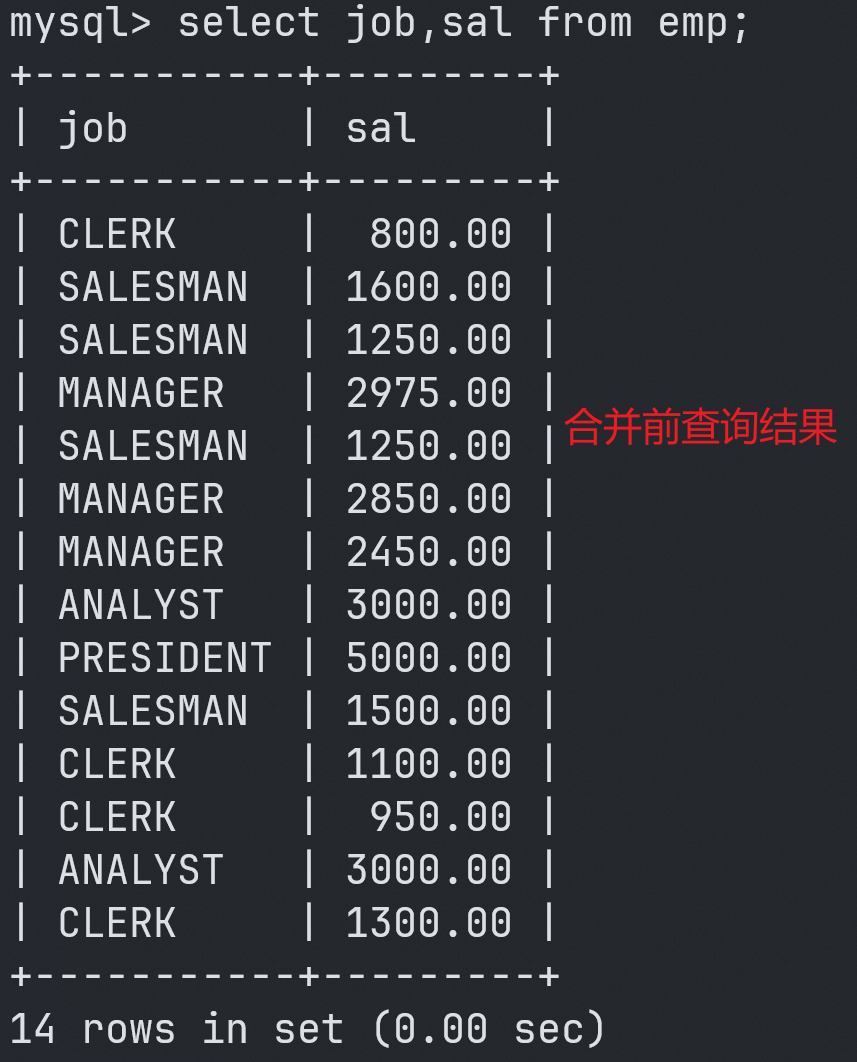 mysql> select job,sal from emp;
+-----------+---------+
| job       | sal     |
+-----------+---------+
| CLERK     |  800.00 |
| SALESMAN  | 1600.00 |
| SALESMAN  | 1250.00 |
| MANAGER   | 2975.00 |
合并前查询结果
| SALESMAN  | 1250.00 |
| MANAGER   | 2850.00 |
| MANAGER   | 2450.00 |
| ANALYST   | 3000.00 |
| PRESIDENT | 5000.00 |
| SALESMAN  | 1500.00 |
| CLERK     | 1100.00 |
| CLERK     |  950.00 |
| ANALYST   | 3000.00 |
| CLERK     | 1300.00 |
+-----------+---------+
14 rows in set (0.00 sec)